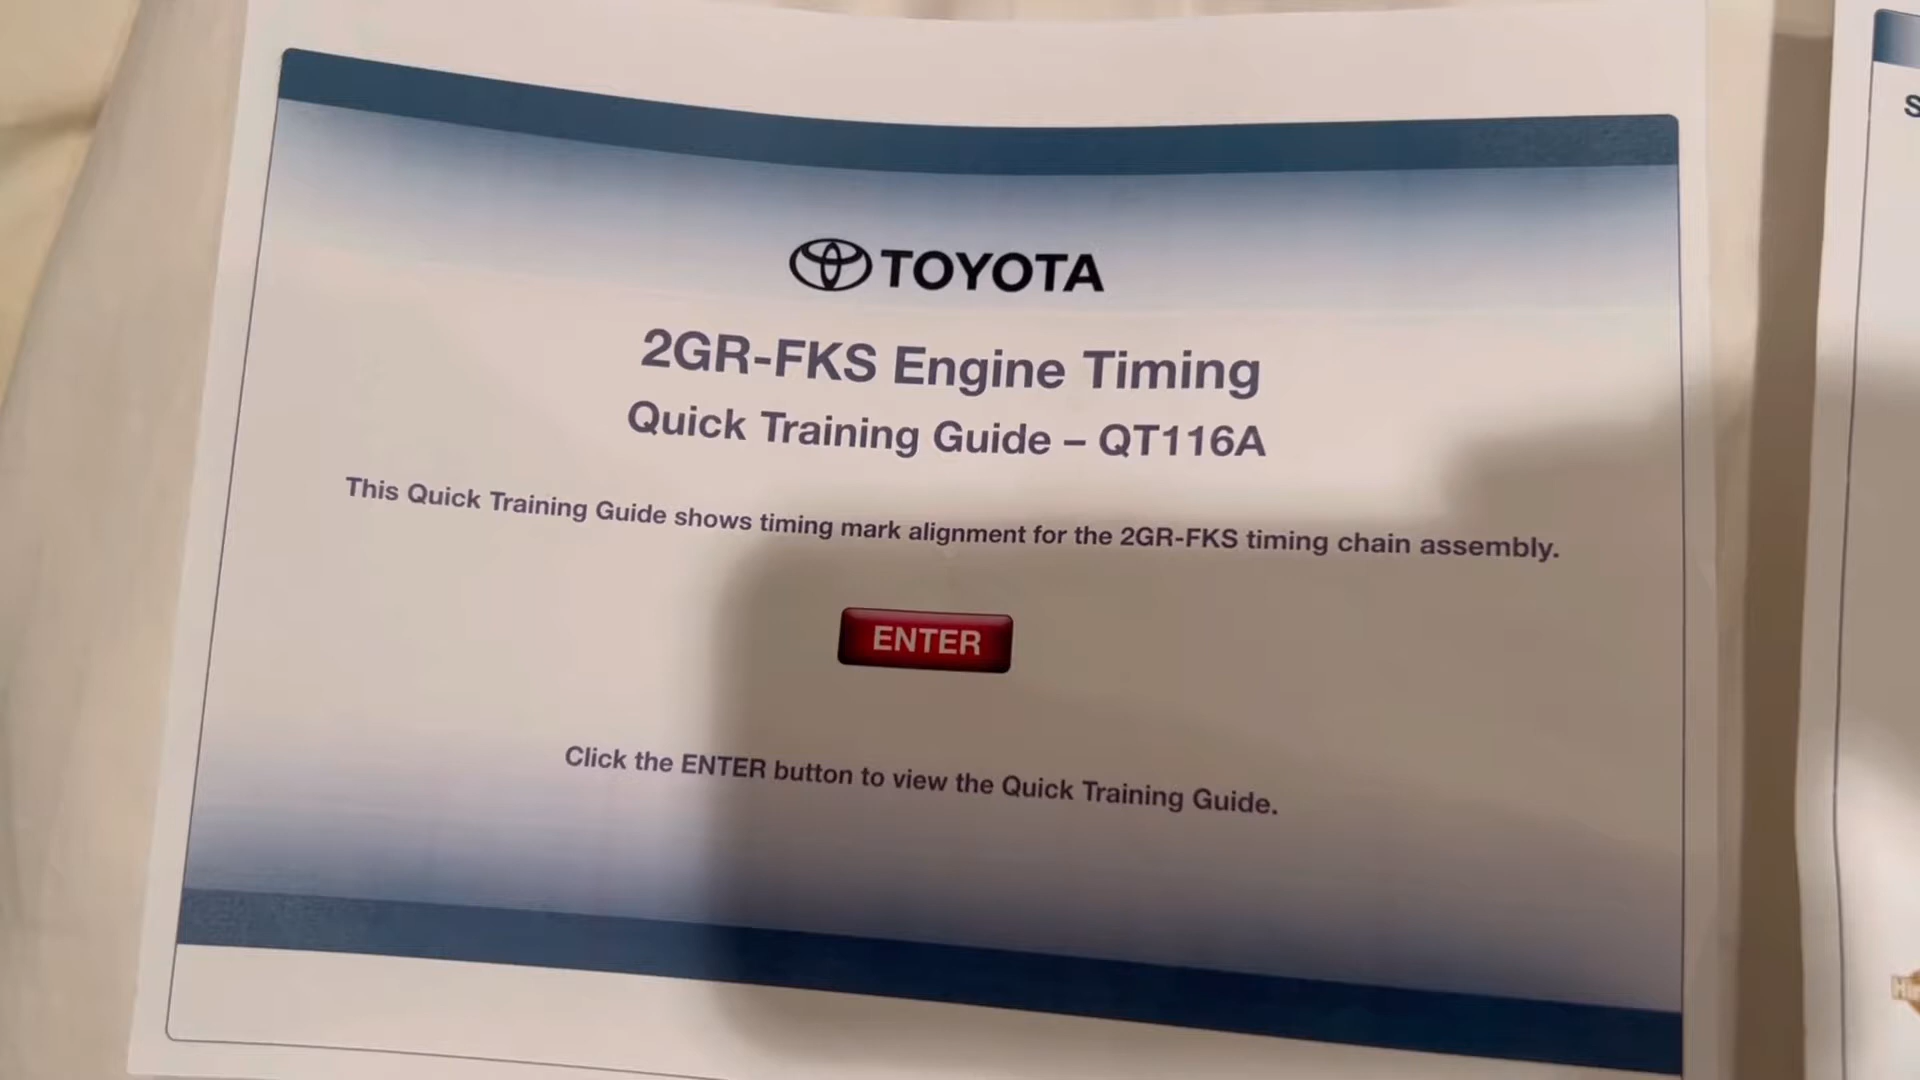 TOYOTA
2GR-FKS Engine Timing
Quick Training Guide – QT116A
This Quick Training Guide shows timing mark alignment for the 2GR-FKS timing chain assembly.
ENTER
Click the ENTER button to view the Quick Training Guide.